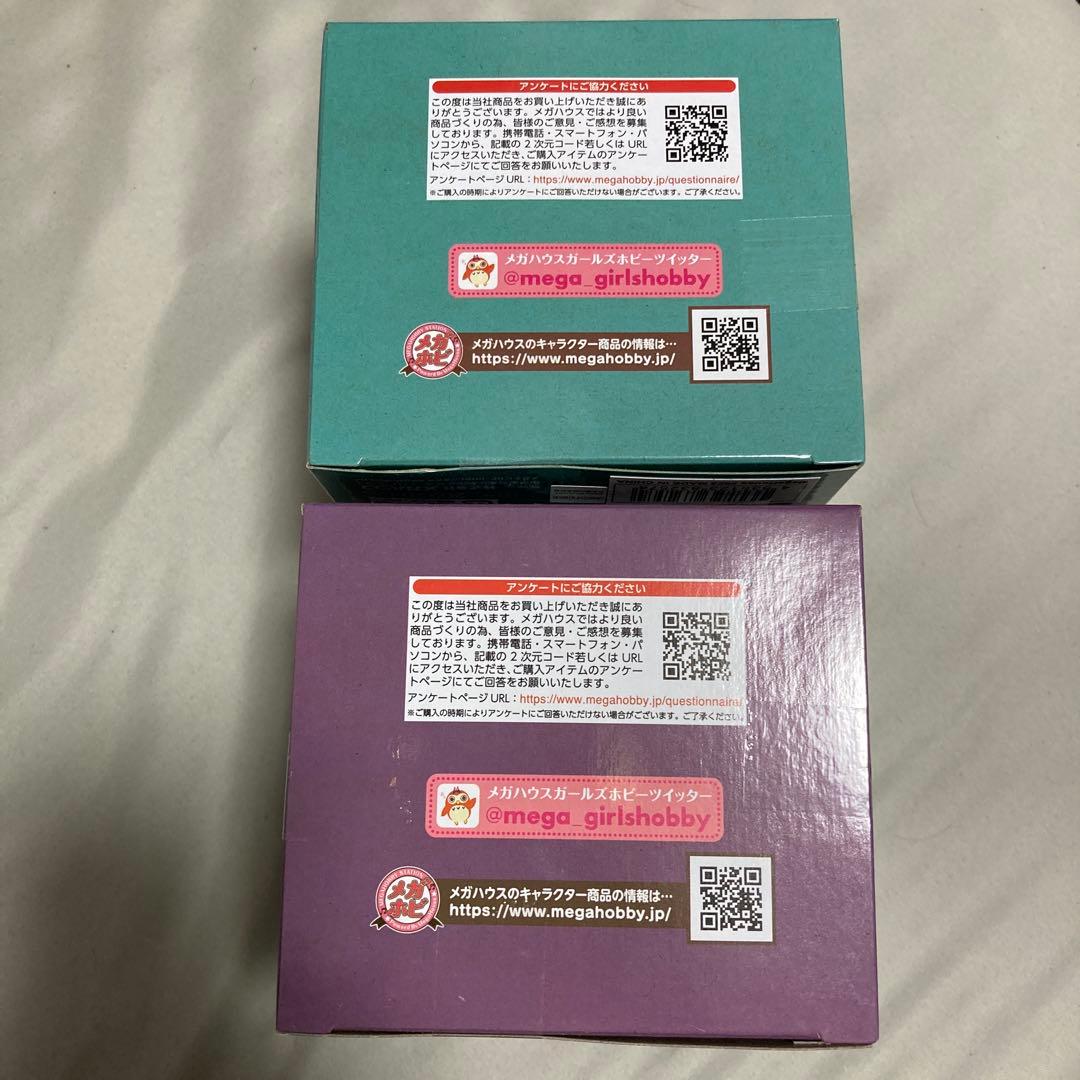 アンケートにご協力ください
この度は当社商品をお買い上げいただき誠にあ
りがとうございます。メガハウスではより良い
商品づくりの為、皆様のご意見・ご感想を募集
しております。携帯電話・スマートフォン・パ
ソコンから、記載の２次元コード若しくは URL
にアクセスいただき、ご購入アイテムのアンケー
トページにてご回答をお願いいたします。
アンケートページ URL：https://www.megahobby.jp/questionnaire/
※ご購入の時期によりアンケートにご回答いただけない場合がございます。ご了承ください。
メガハウスガールズホビーツイッター
@mega_girlshobby
メガホビ
メガハウスのキャラクター商品の情報は…
https://www.megahobby.jp/
アンケートにご協力ください
この度は当社商品をお買い上げいただき誠にあ
りがとうございます。メガハウスではより良い
商品づくりの為、皆様のご意見・ご感想を募集
しております。携帯電話・スマートフォン・パ
ソコンから、記載の２次元コード若しくは URL
にアクセスいただき、ご購入アイテムのアンケー
トページにてご回答をお願いいたします。
アンケートページ URL：https://www.megahobby.jp/questionnaire/
※ご購入の時期によりアンケートにご回答いただけない場合がございます。ご了承ください。
メガハウスガールズホビーツイッター
@mega_girlshobby
メガホビ
メガハウスのキャラクター商品の情報は…
https://www.megahobby.jp/